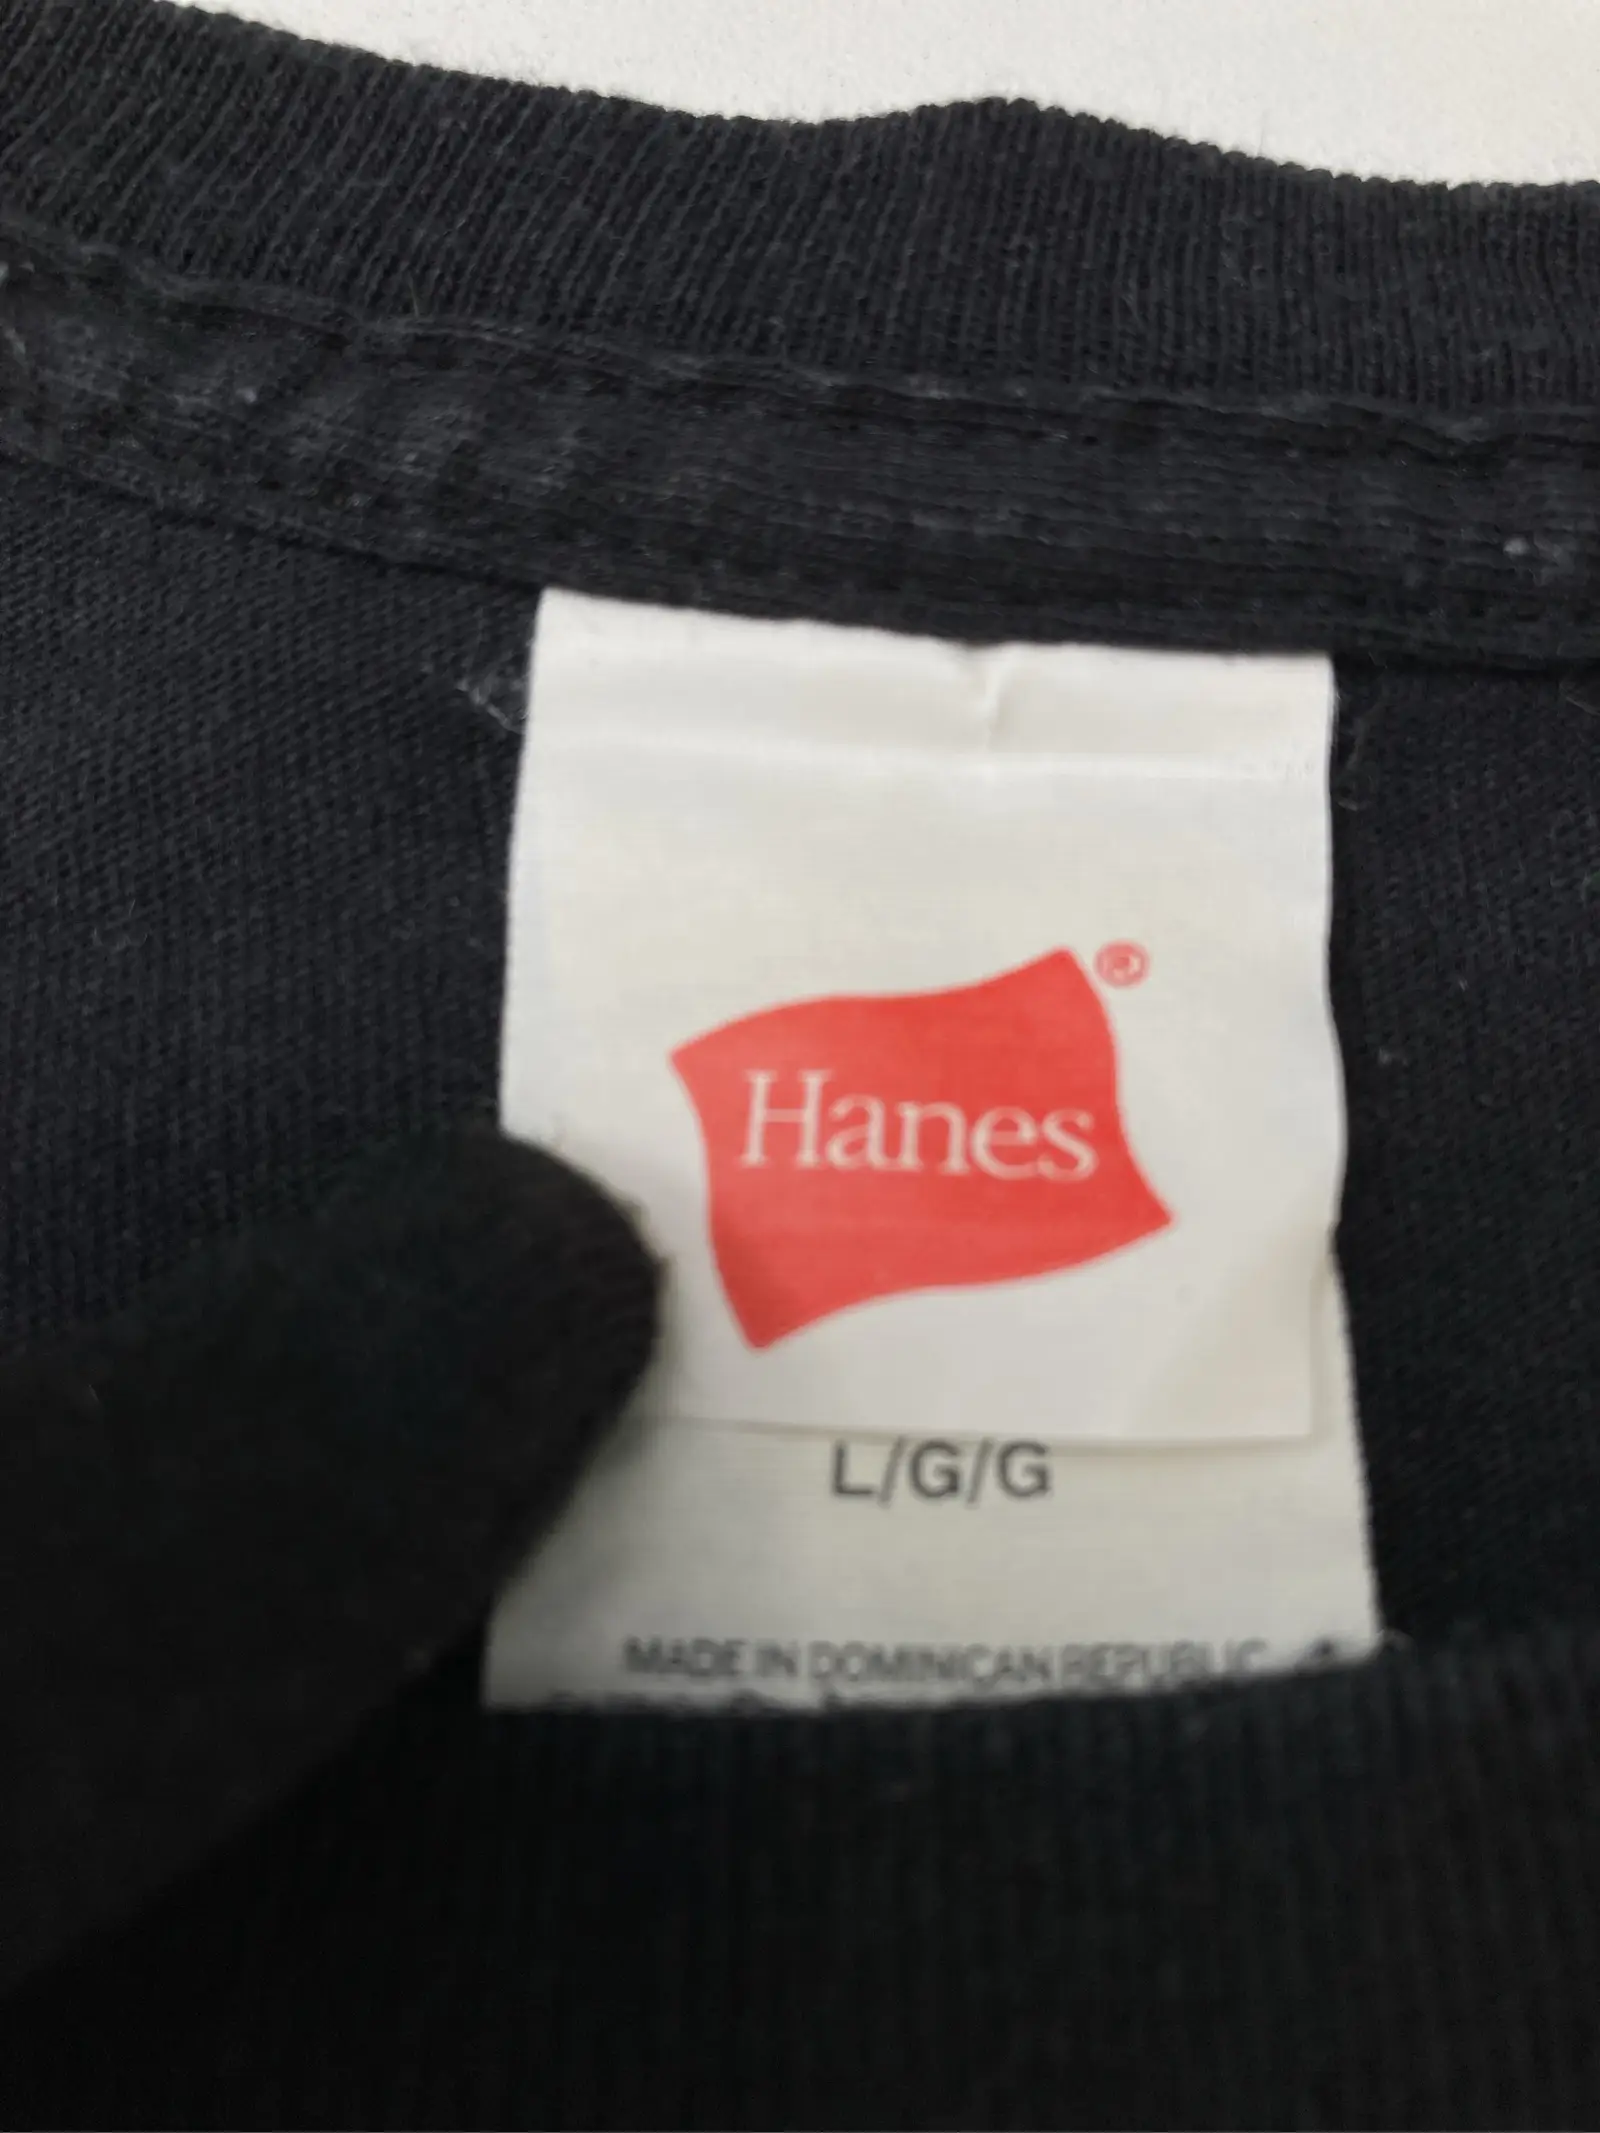 Hanes®
L/G/G
MADE IN DOMINICAN REPUBLIC